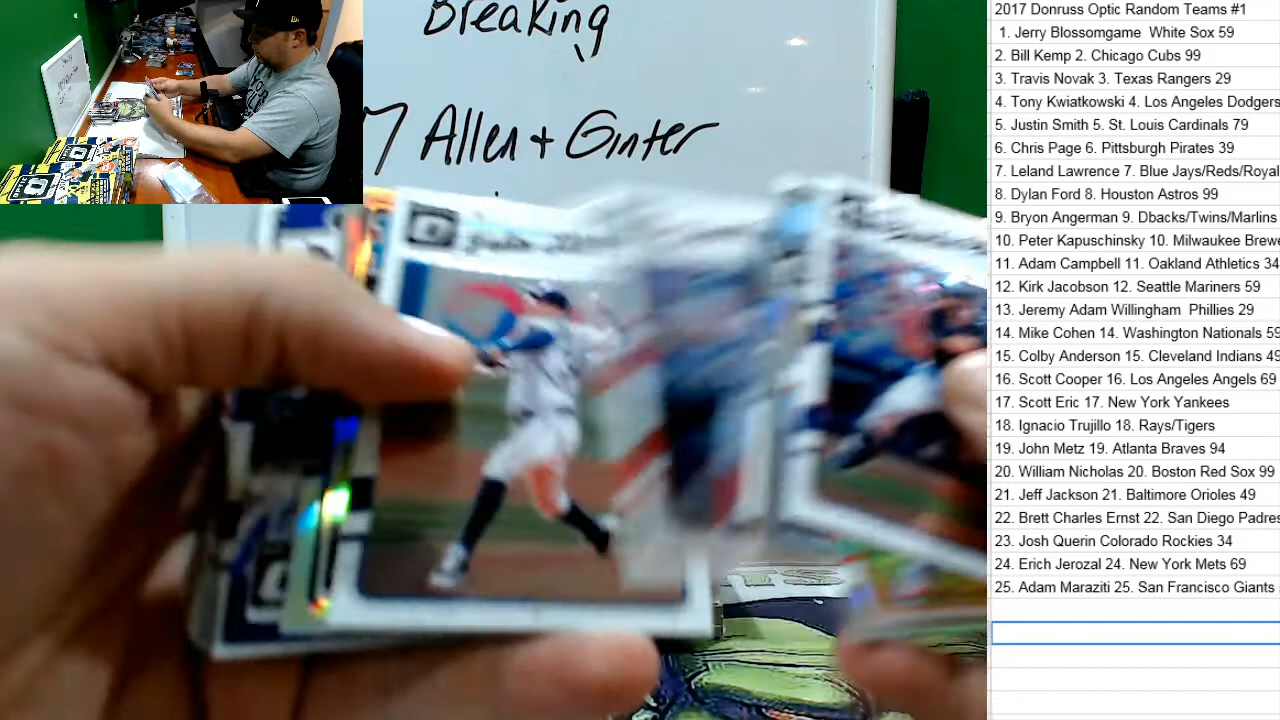 Breaking
7 Allen + Ginter
2017 Donruss Optic Random Teams #1
1. Jerry Blossomgame White Sox 59
2. Bill Kemp 2. Chicago Cubs 99
3. Travis Novak 3. Texas Rangers 29
4. Tony Kwiatkowski 4. Los Angeles Dodgers
5. Justin Smith 5. St. Louis Cardinals 79
6. Chris Page 6. Pittsburgh Pirates 39
7. Leland Lawrence 7. Blue Jays/Reds/Royal
8. Dylan Ford 8. Houston Astros 99
9. Bryon Angerman 9. Dbacks/Twins/Marlins
10. Peter Kapuschinsky 10. Milwaukee Brewe
11. Adam Campbell 11. Oakland Athletics 34
12. Kirk Jacobson 12. Seattle Mariners 59
13. Jeremy Adam Willingham Phillies 29
14. Mike Cohen 14. Washington Nationals 55
15. Colby Anderson 15. Cleveland Indians 49
16. Scott Cooper 16. Los Angeles Angels 69
17. Scott Eric 17. New York Yankees
18. Ignacio Trujillo 18. Rays/Tigers
19. John Metz 19. Atlanta Braves 94
20. William Nicholas 20. Boston Red Sox 99
21. Jeff Jackson 21. Baltimore Orioles 49
22. Brett Charles Ernst 22. San Diego Padres
23. Josh Querin Colorado Rockies 34
24. Erich Jerozal 24. New York Mets 69
25. Adam Maraziti 25. San Francisco Giants